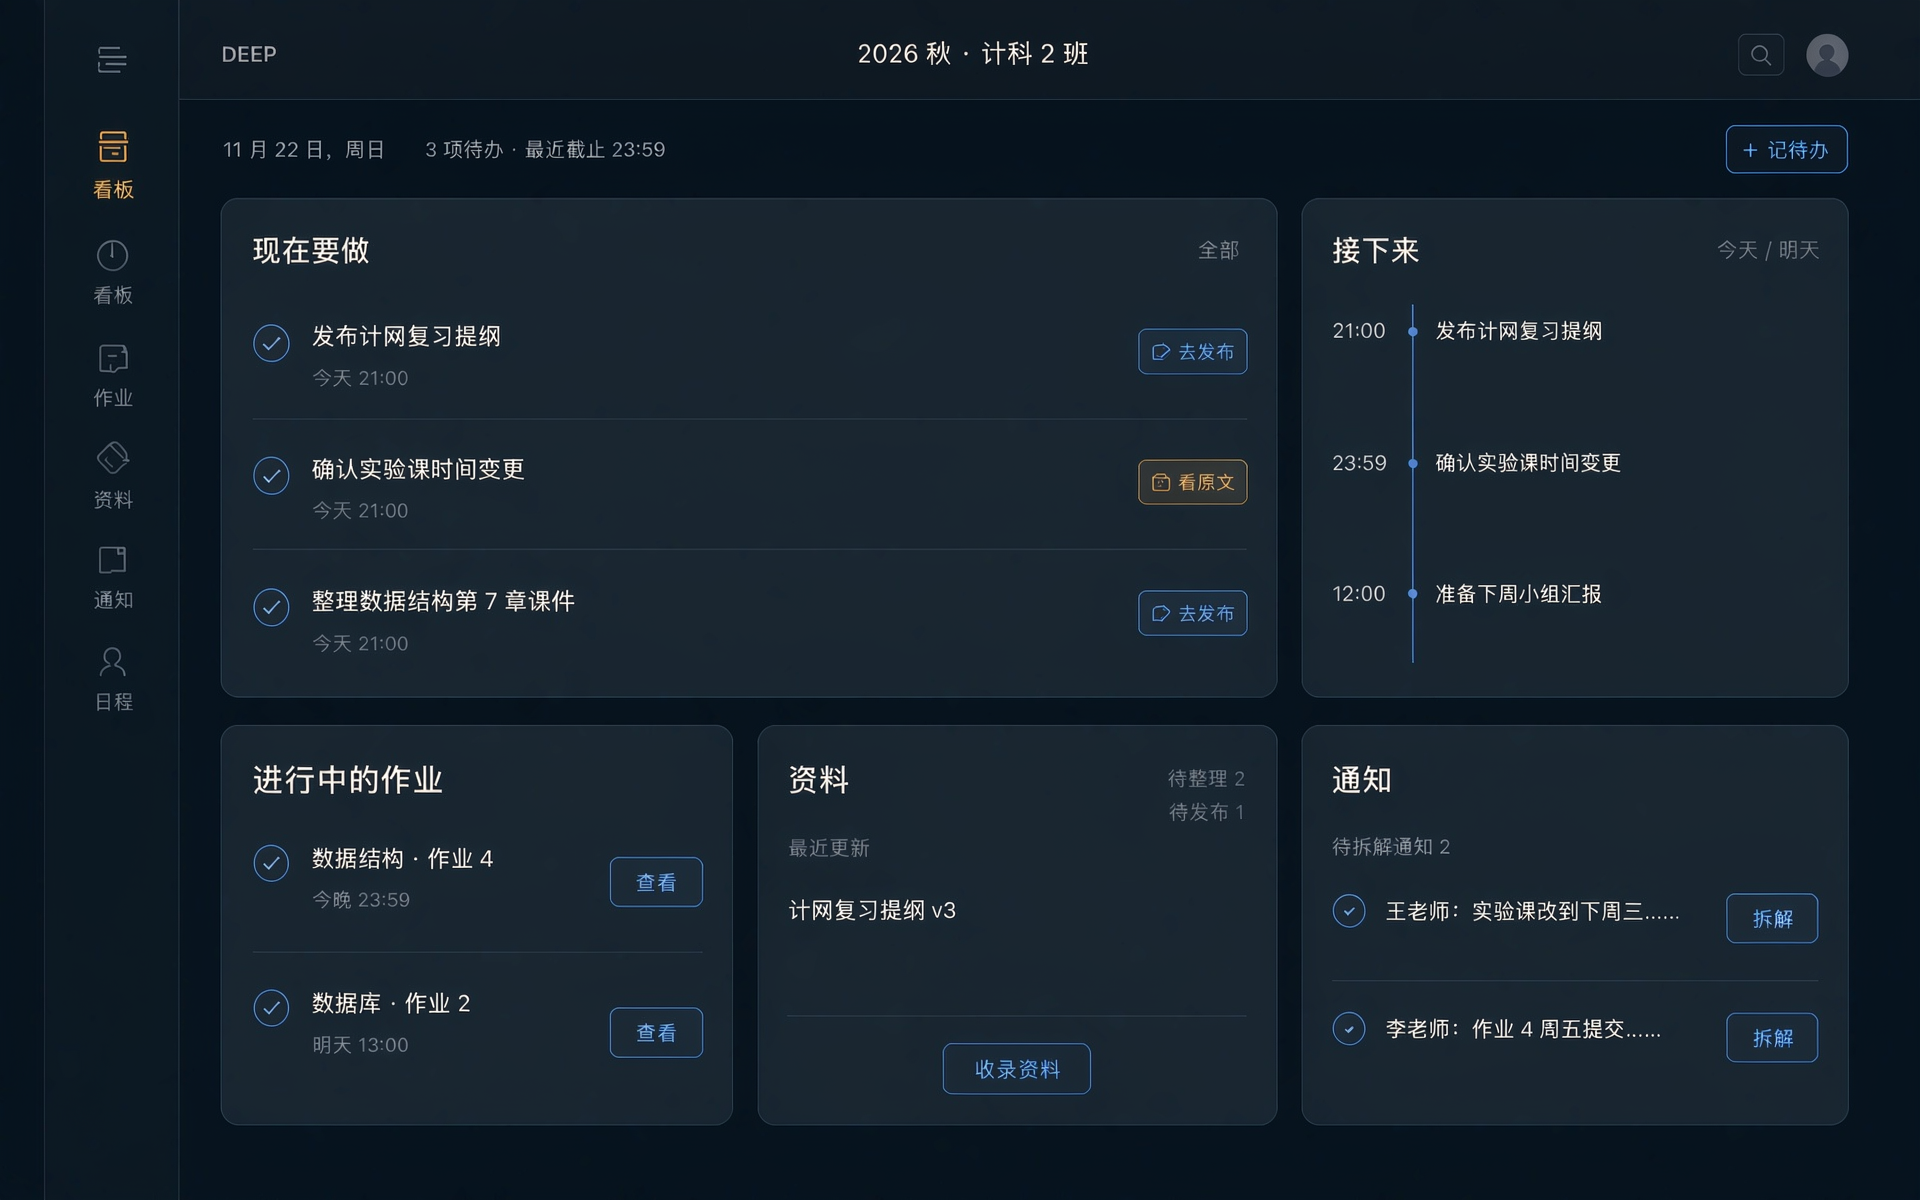 DEEP
2026 秋 · 计科 2 班
看板
看板
作业
资料
通知
日程
11 月 22 日，周日
3 项待办 · 最近截止 23:59
+ 记待办
现在要做
全部
发布计网复习提纲
今天 21:00
去发布
确认实验课时间变更
今天 21:00
看原文
整理数据结构第 7 章课件
今天 21:00
去发布
接下来
今天 / 明天
21:00
发布计网复习提纲
23:59
确认实验课时间变更
12:00
准备下周小组汇报
进行中的作业
数据结构 · 作业 4
今晚 23:59
查看
数据库 · 作业 2
明天 13:00
查看
资料
待整理 2
待发布 1
最近更新
计网复习提纲 v3
收录资料
通知
待拆解通知 2
王老师：实验课改到下周三……
拆解
李老师：作业 4 周五提交……
拆解